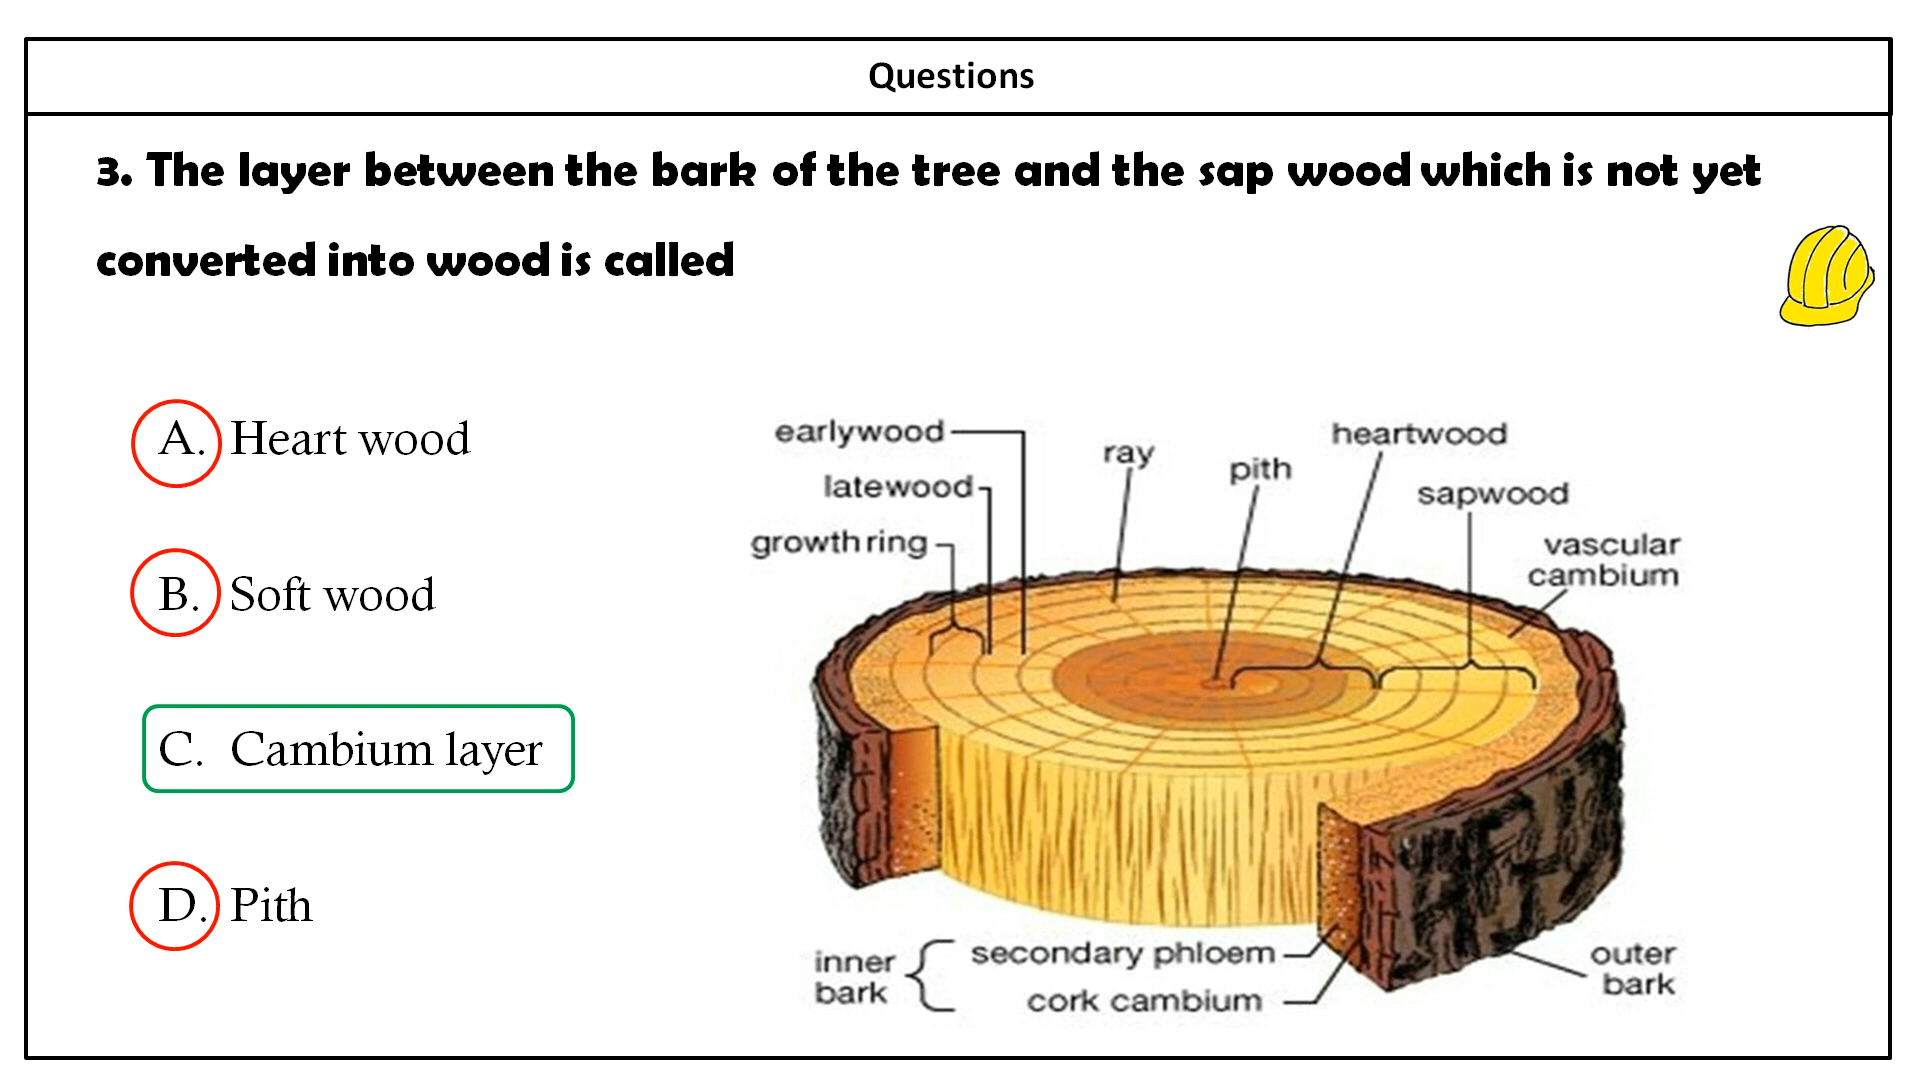 Questions
3. The layer between the bark of the tree and the sap wood which is not yet
converted into wood is called
A. Heart wood
B. Soft wood
C. Cambium layer
D. Pith
earlywood
latewood
growth ring
ray
pith
heartwood
sapwood
vascular
cambium
inner
bark
secondary phloem
cork cambium
outer
bark